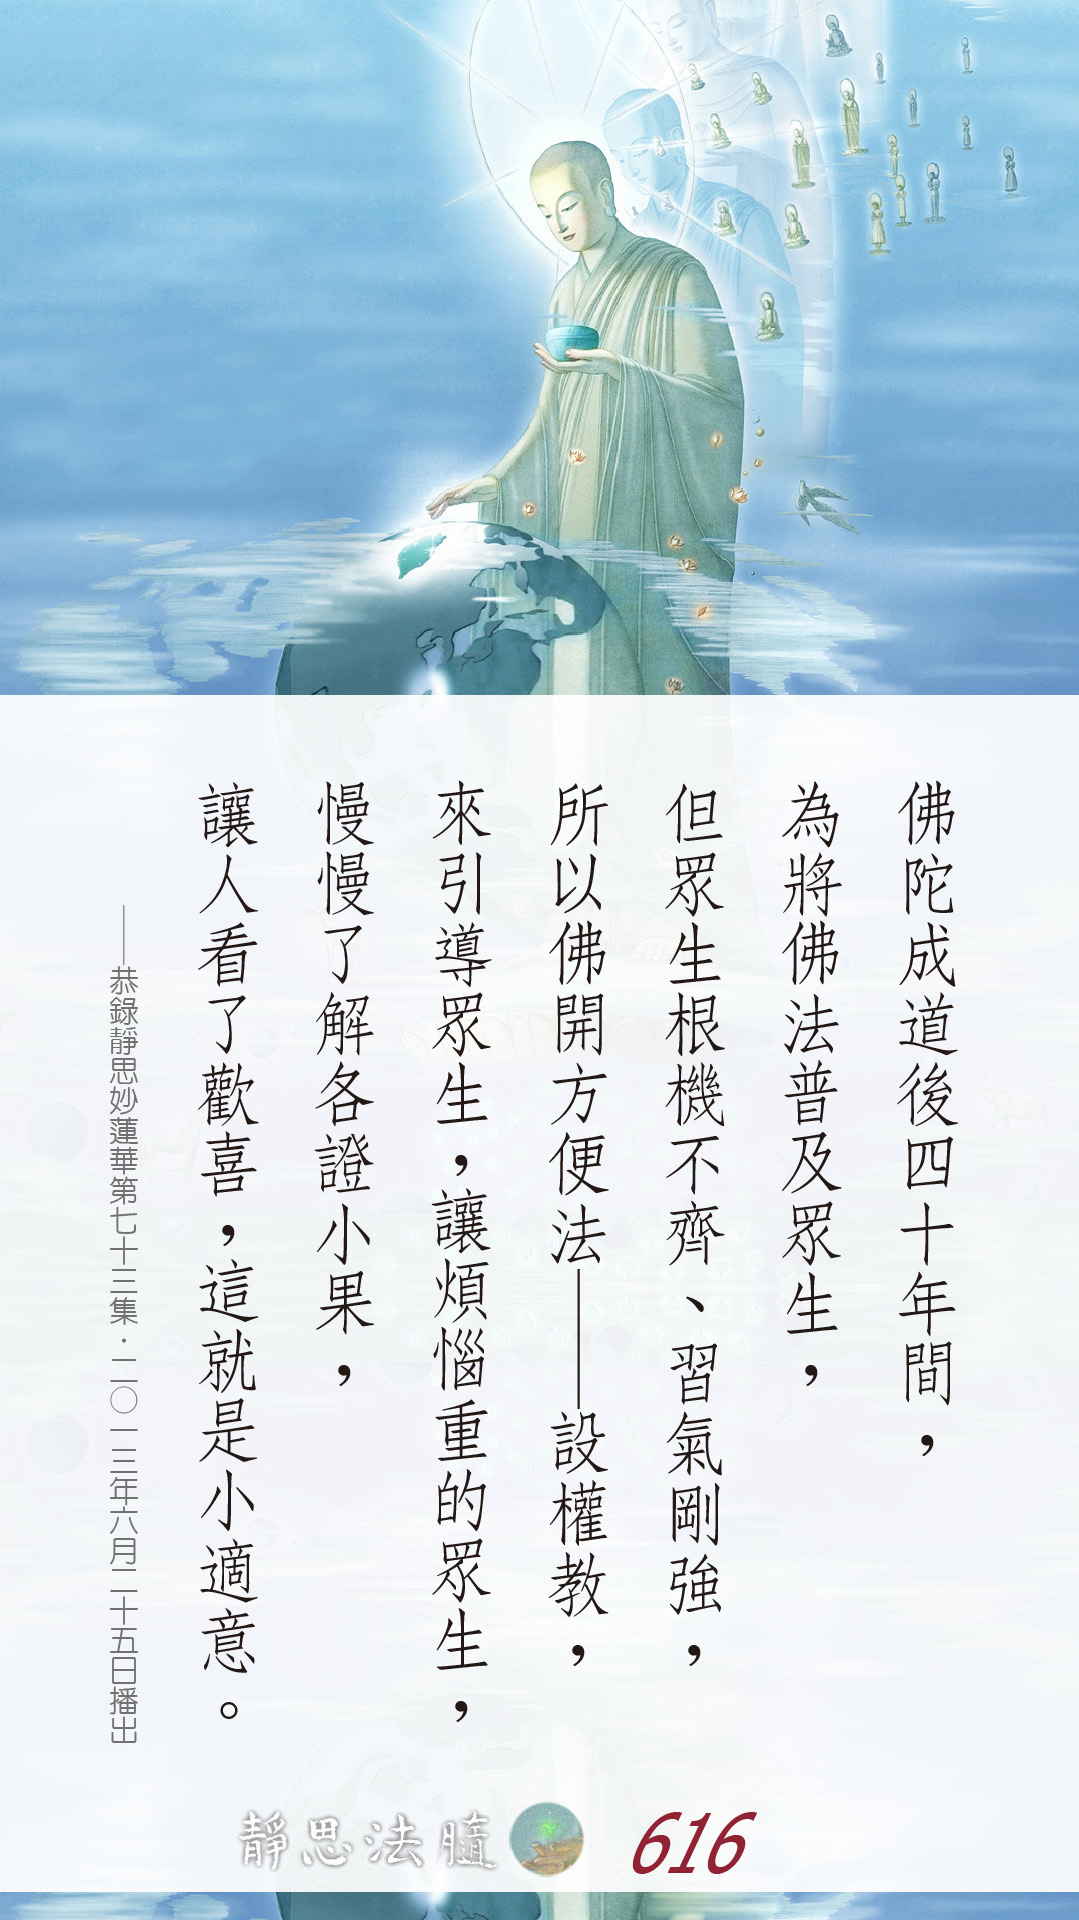 佛陀成道後四十年間，
為將佛法普及眾生，
但眾生根機不齊、習氣剛強，
所以佛開方便法——設權教，
來引導眾生，讓煩惱重的眾生，
慢慢了解各證小果，
讓人看了歡喜，這就是小適意。
——恭錄靜思妙蓮華第七十三集．二〇一三年六月二十五日播出
靜思法髓
616